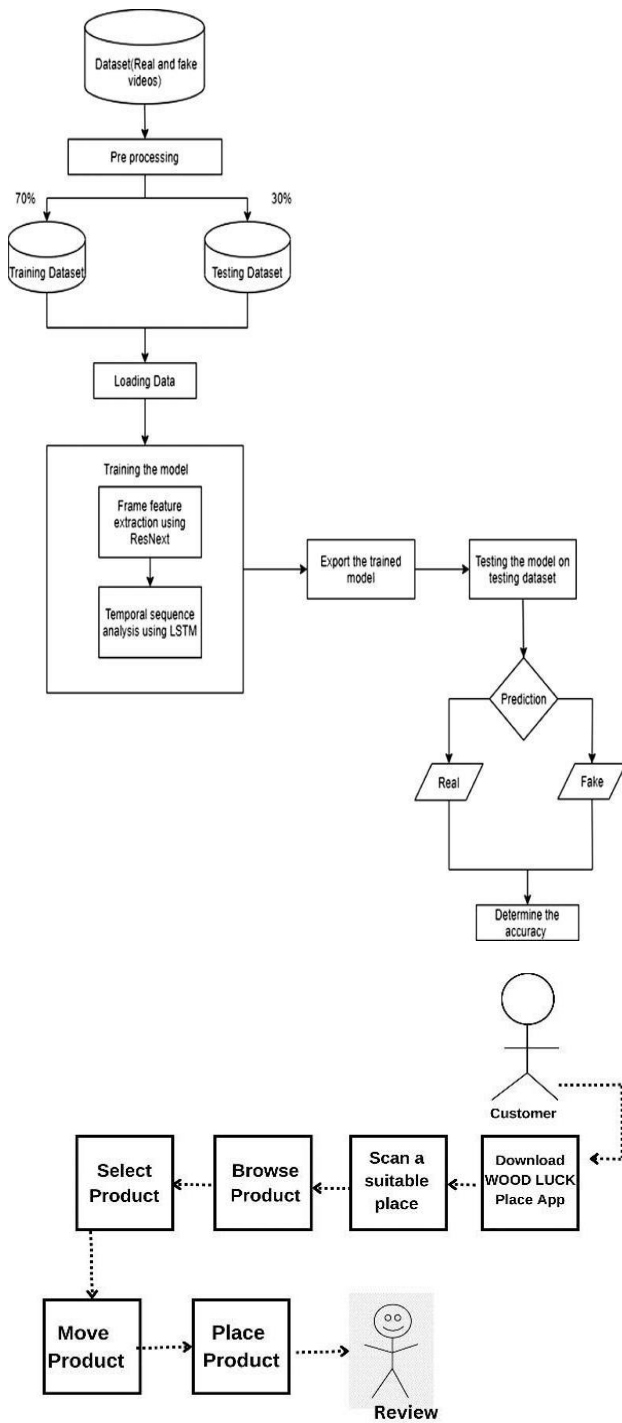 Dataset(Real and fake
videos)
Pre processing
70%
30%
Training Dataset
Testing Dataset
Loading Data
Training the model
Frame feature
extraction using
ResNext
Temporal sequence
analysis using LSTM
Export the trained
model
Testing the model on
testing dataset
Prediction
Real
Fake
Determine the
accuracy
Customer
Download
WOOD LUCK
Place App
Scan a
suitable
place
Browse
Product
Select
Product
Move
Product
Place
Product
Review